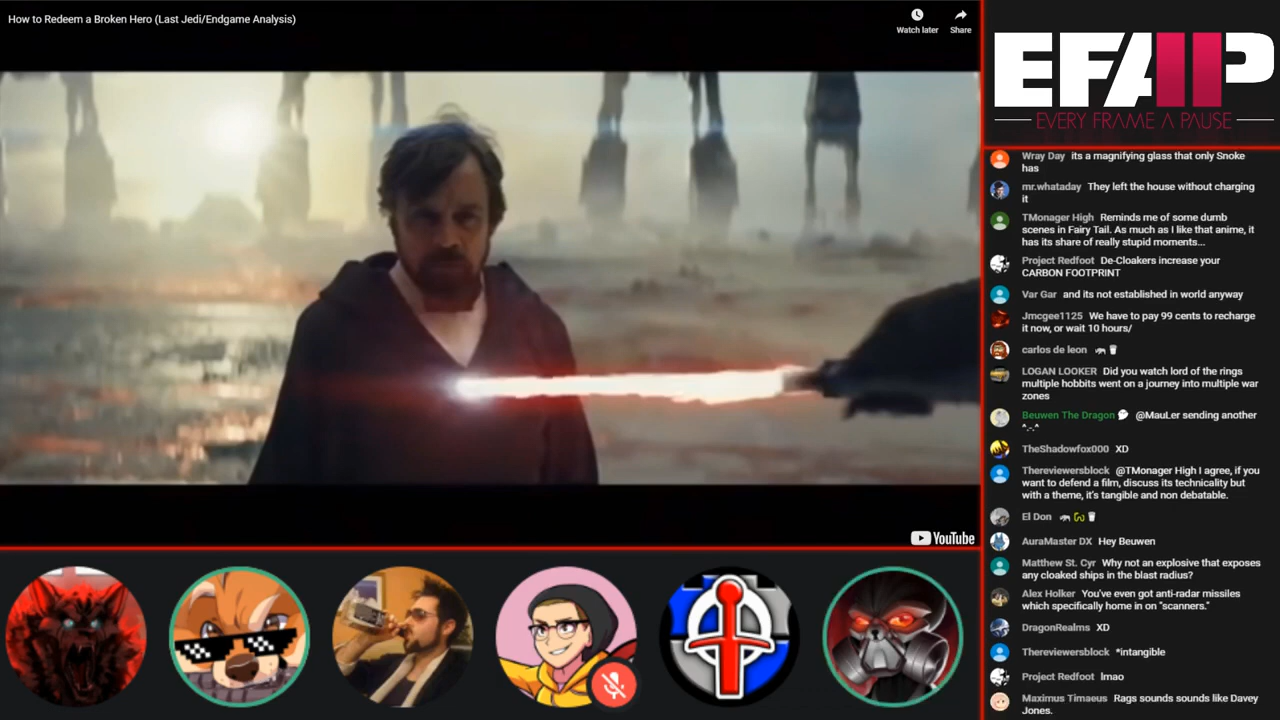 How to Redeem a Broken Hero (Last Jedi/Endgame Analysis)
Watch later
Share
YouTube
EFAP
EVERY FRAME A PAUSE
Wray Day its a magnifying glass that only Snoke
has
mr.whataday They left the house without charging
it
TMonager High Reminds me of some dumb
scenes in Fairy Tail. As much as I like that anime, it
has its share of really stupid moments...
Project Redfoot De-Cloakers increase your
CARBON FOOTPRINT
Var Gar and its not established in world anyway
Jmcgee1125 We have to pay 99 cents to recharge
it now, or wait 10 hours/
carlos de leon
LOGAN LOOKER Did you watch lord of the rings
multiple hobbits went on a journey into multiple war
zones
Beuwen The Dragon @MauLer sending another
^-.-^
TheShadowfox000 XD
Thereviewersblock @TMonager High I agree, if you
want to defend a film, discuss its technicality but
with a theme, it's tangible and non debatable.
El Don
AuraMaster DX Hey Beuwen
Matthew St. Cyr Why not an explosive that exposes
any cloaked ships in the blast radius?
Alex Holker You've even got anti-radar missiles
which specifically home in on "scanners."
DragonRealms XD
Thereviewersblock *intangible
Project Redfoot lmao
Maximus Timaeus Rags sounds sounds like Davey
Jones.